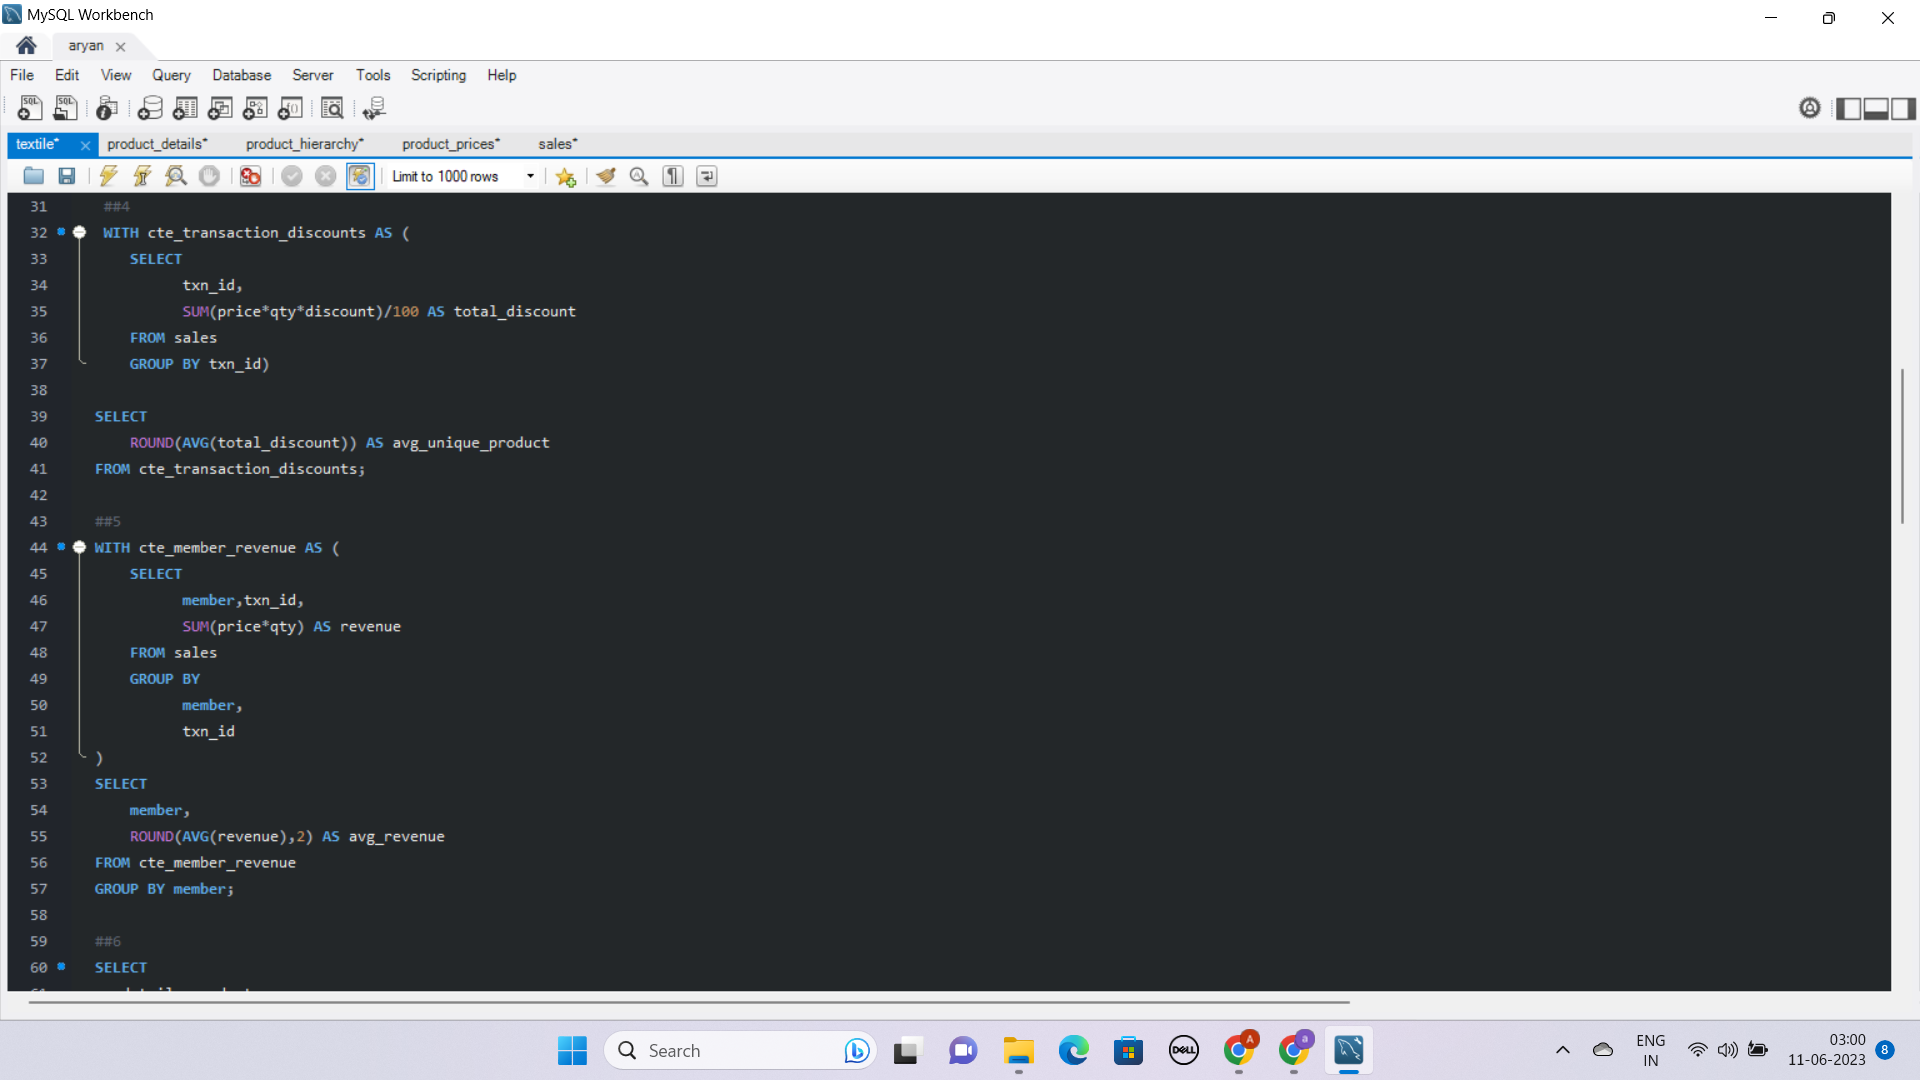 MySQL Workbench
aryan
File Edit View Query Database Server Tools Scripting Help
textile* product_details* product_hierarchy* product_prices* sales*
Limit to 1000 rows
31 ##4
32 WITH cte_transaction_discounts AS (
33 SELECT
34 txn_id,
35 SUM(price*qty*discount)/100 AS total_discount
36 FROM sales
37 GROUP BY txn_id)
38
39 SELECT
40 ROUND(AVG(total_discount)) AS avg_unique_product
41 FROM cte_transaction_discounts;
42
43 ##5
44 WITH cte_member_revenue AS (
45 SELECT
46 member,txn_id,
47 SUM(price*qty) AS revenue
48 FROM sales
49 GROUP BY
50 member,
51 txn_id
52 )
53 SELECT
54 member,
55 ROUND(AVG(revenue),2) AS avg_revenue
56 FROM cte_member_revenue
57 GROUP BY member;
58
59 ##6
60 SELECT
Search
DELL
A
a
ENG
IN
03:00
11-06-2023
8